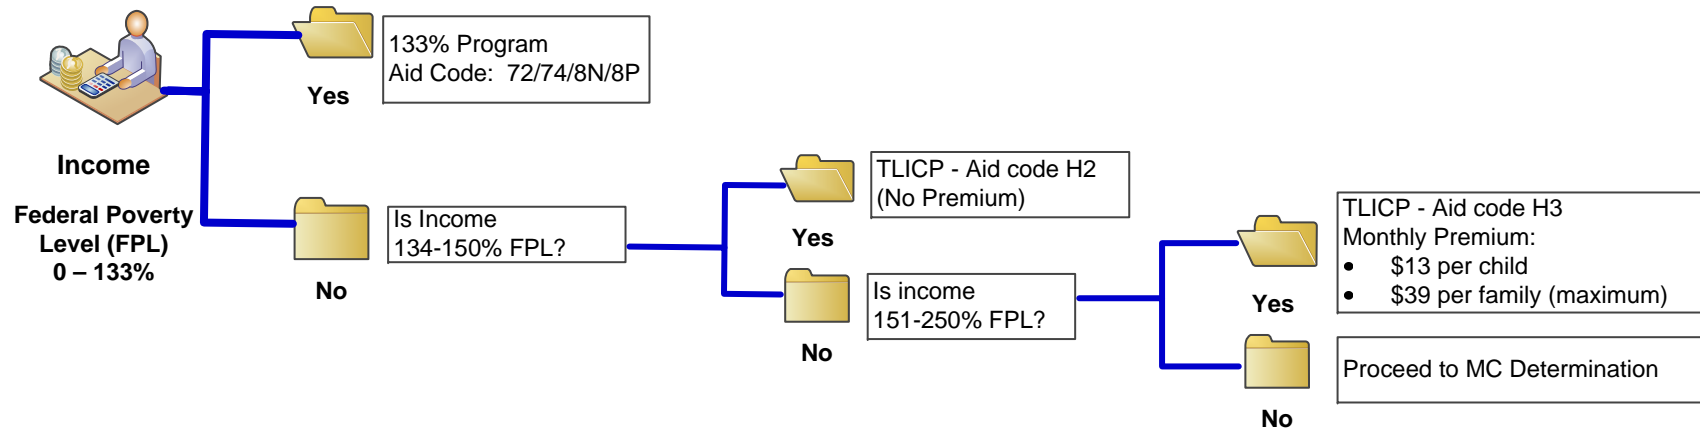 Income
Federal Poverty
Level (FPL)
0 – 133%
Yes
133% Program
Aid Code:  72/74/8N/8P
No
Is Income
134-150% FPL?
Yes
TLICP - Aid code H2
(No Premium)
No
Is income
151-250% FPL?
Yes
TLICP - Aid code H3
Monthly Premium:
• $13 per child
• $39 per family (maximum)
No
Proceed to MC Determination